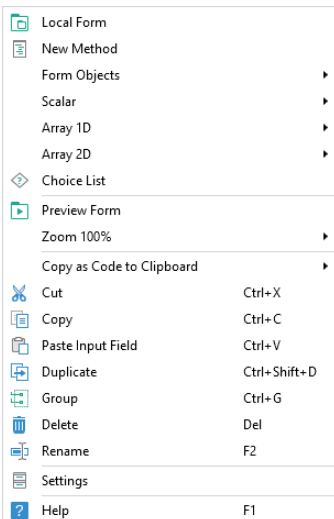 Local Form
New Method
Form Objects
Scalar
Array 1D
Array 2D
Choice List
Preview Form
Zoom 100%
Copy as Code to Clipboard
Cut Ctrl+X
Copy Ctrl+C
Paste Input Field Ctrl+V
Duplicate Ctrl+Shift+D
Group Ctrl+G
Delete Del
Rename F2
Settings
Help F1